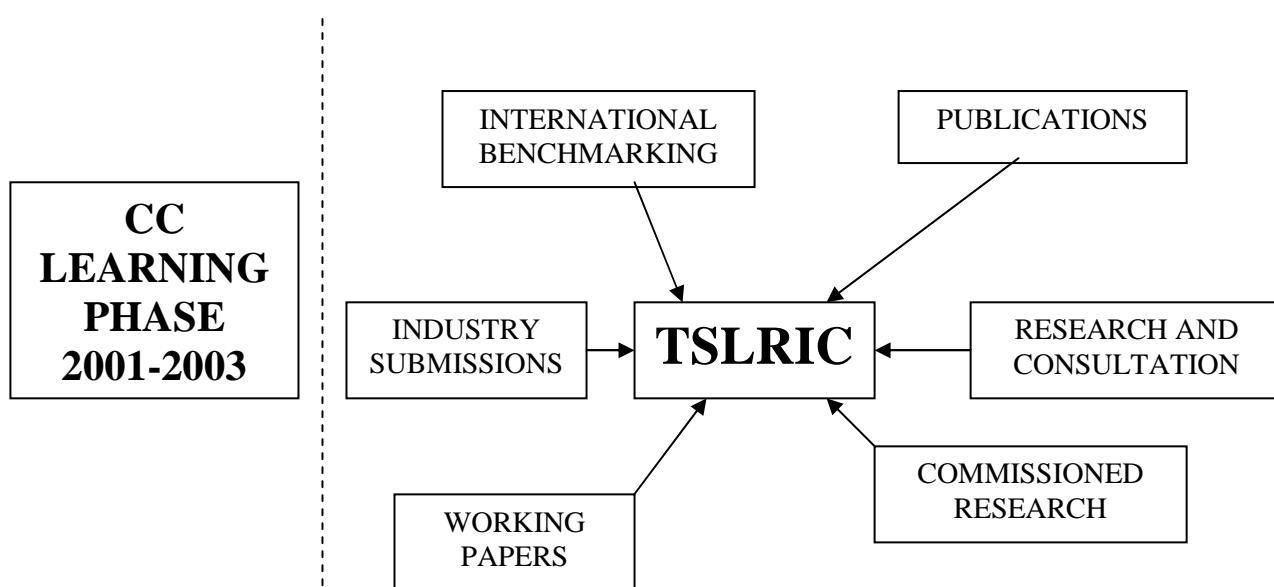 CC
LEARNING
PHASE
2001-2003
INTERNATIONAL
BENCHMARKING
PUBLICATIONS
INDUSTRY
SUBMISSIONS
TSLRIC
RESEARCH AND
CONSULTATION
WORKING
PAPERS
COMMISSIONED
RESEARCH